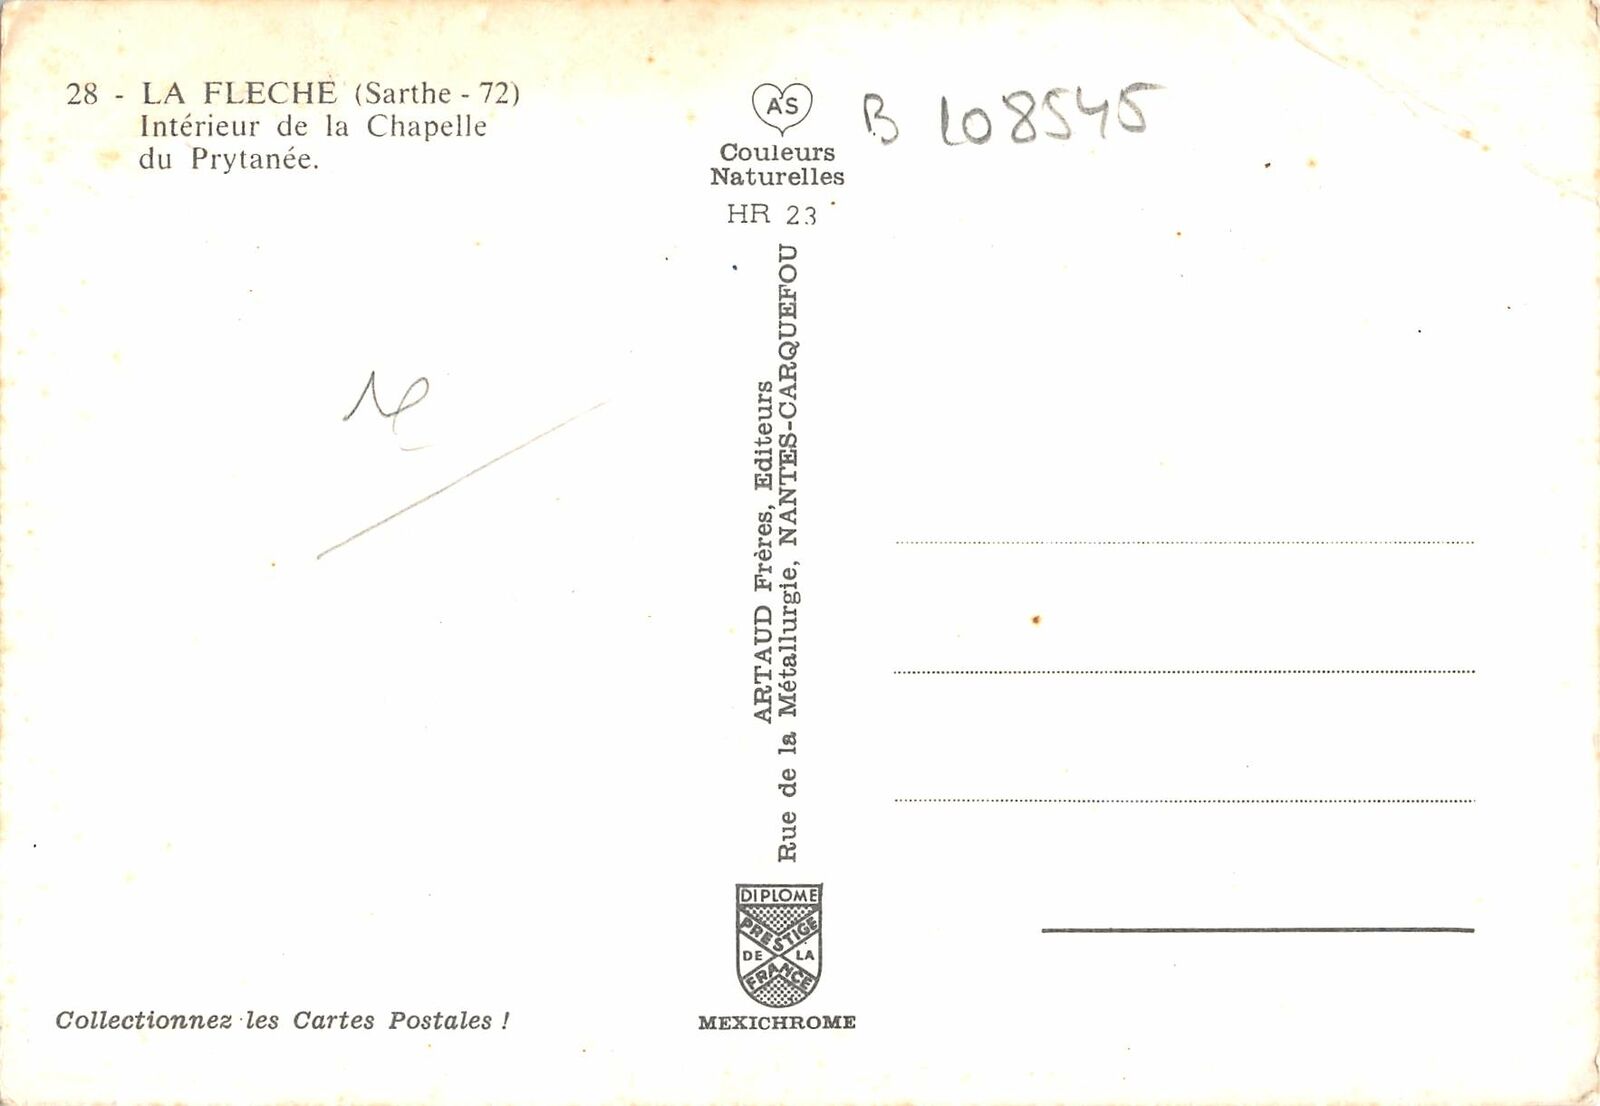 28 - LA FLECHE (Sarthe - 72)
Intérieur de la Chapelle
du Prytanée.
AS
Couleurs
Naturelles
HR 23
B 108545
ARTAUD Frères, Editeurs
Rue de la Métallurgie, NANTES-CARQUEFOU
DIPLOME
PRESTIGE
DE LA
FRANCE
MEXICHROME
Collectionnez les Cartes Postales !